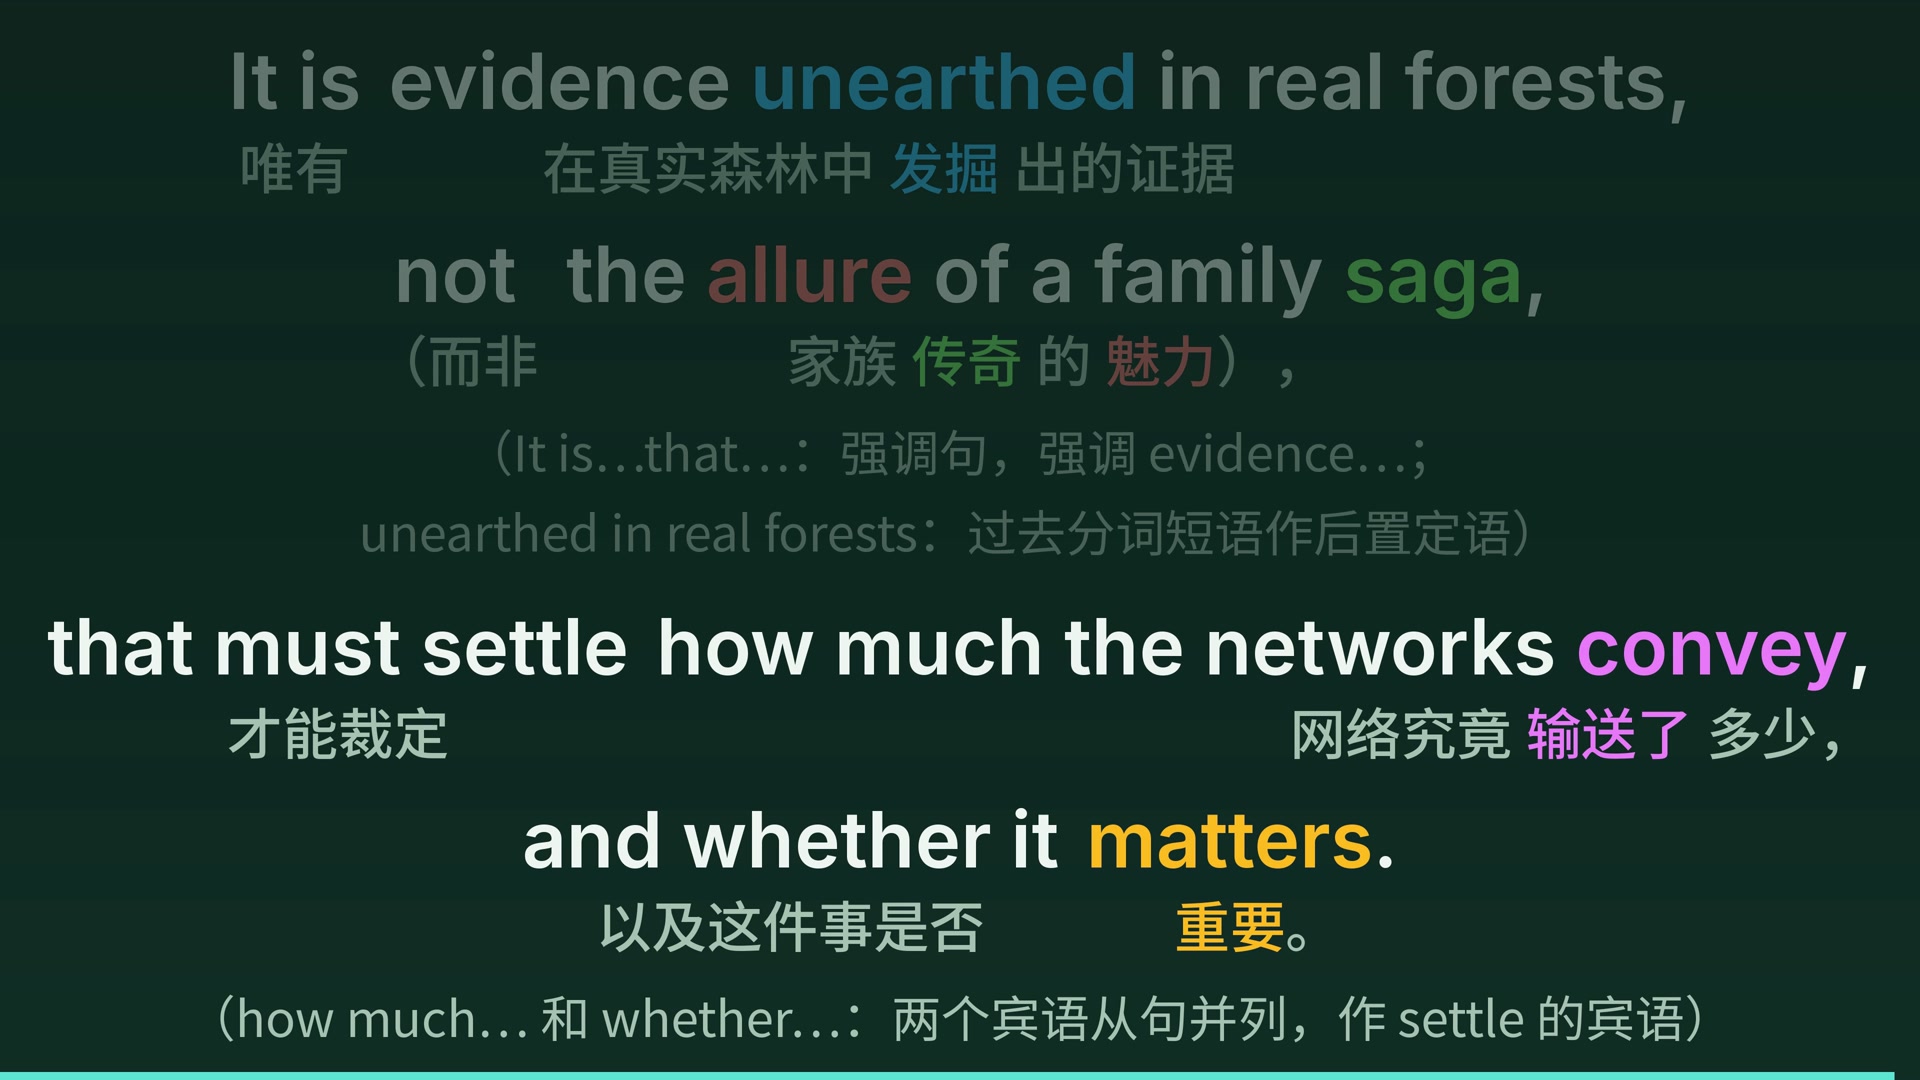 It is evidence unearthed in real forests,
唯有 在真实森林中 发掘 出的证据
not the allure of a family saga,
（而非 家族 传奇 的 魅力），
（It is…that…：强调句，强调 evidence…；
unearthed in real forests：过去分词短语作后置定语）
that must settle how much the networks convey,
才能裁定 网络究竟 输送了 多少，
and whether it matters.
以及这件事是否 重要。
（how much… 和 whether…：两个宾语从句并列，作 settle 的宾语）